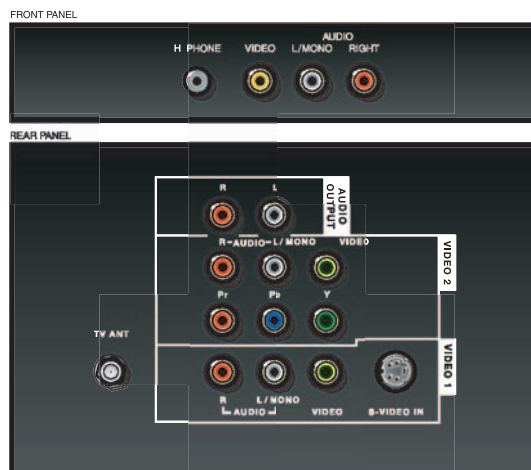 FRONT PANEL
AUDIO
H PHONE VIDEO L/MONO RIGHT
REAR PANEL
R L
AUDIO OUTPUT
R-AUDIO-L/MONO VIDEO
VIDEO 2
Pr Pb Y
TV ANT
VIDEO 1
R L/MONO
AUDIO VIDEO S-VIDEO IN